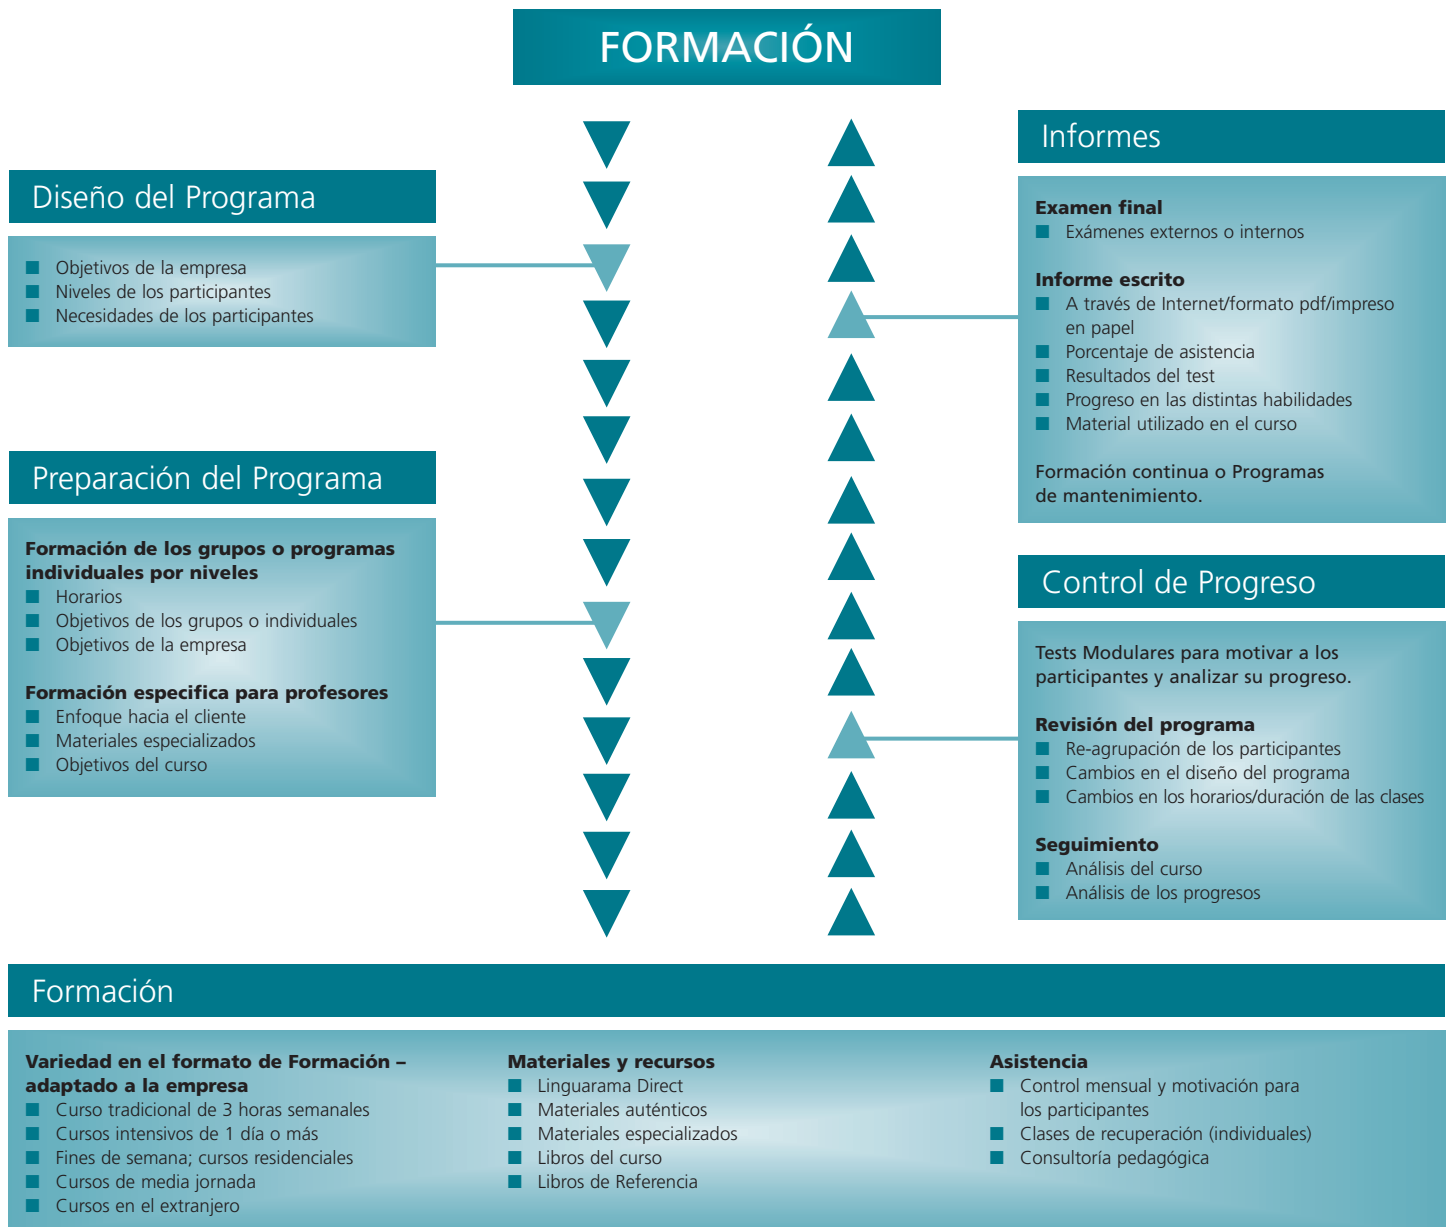 FORMACIÓN
Diseño del Programa
Objetivos de la empresa
Niveles de los participantes
Necesidades de los participantes
Preparación del Programa
Formación de los grupos o programas
individuales por niveles
Horarios
Objetivos de los grupos o individuales
Objetivos de la empresa
Formación especifica para profesores
Enfoque hacia el cliente
Materiales especializados
Objetivos del curso
Informes
Examen final
Exámenes externos o internos
Informe escrito
A través de Internet/formato pdf/impreso
en papel
Porcentaje de asistencia
Resultados del test
Progreso en las distintas habilidades
Material utilizado en el curso
Formación continua o Programas
de mantenimiento.
Control de Progreso
Tests Modulares para motivar a los
participantes y analizar su progreso.
Revisión del programa
Re-agrupación de los participantes
Cambios en el diseño del programa
Cambios en los horarios/duración de las clases
Seguimiento
Análisis del curso
Análisis de los progresos
Formación
Variedad en el formato de Formación –
adaptado a la empresa
Curso tradicional de 3 horas semanales
Cursos intensivos de 1 día o más
Fines de semana; cursos residenciales
Cursos de media jornada
Cursos en el extranjero
Materiales y recursos
Linguarama Direct
Materiales auténticos
Materiales especializados
Libros del curso
Libros de Referencia
Asistencia
Control mensual y motivación para
los participantes
Clases de recuperación (individuales)
Consultoría pedagógica